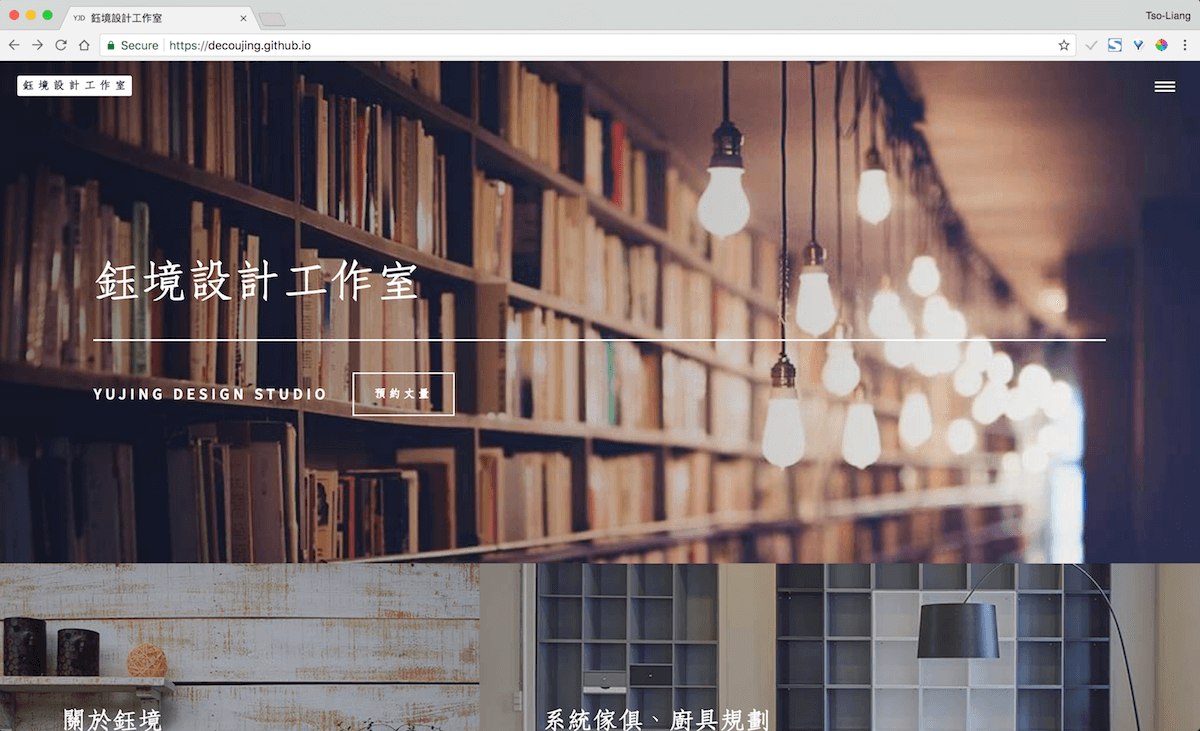 YJD 鈺境設計工作室
Tso-Liang
Secure https://decoujing.github.io
鈺境設計工作室
鈺境設計工作室
YUJING DESIGN STUDIO
預約丈量
關於鈺境
系統傢俱、廚具規劃